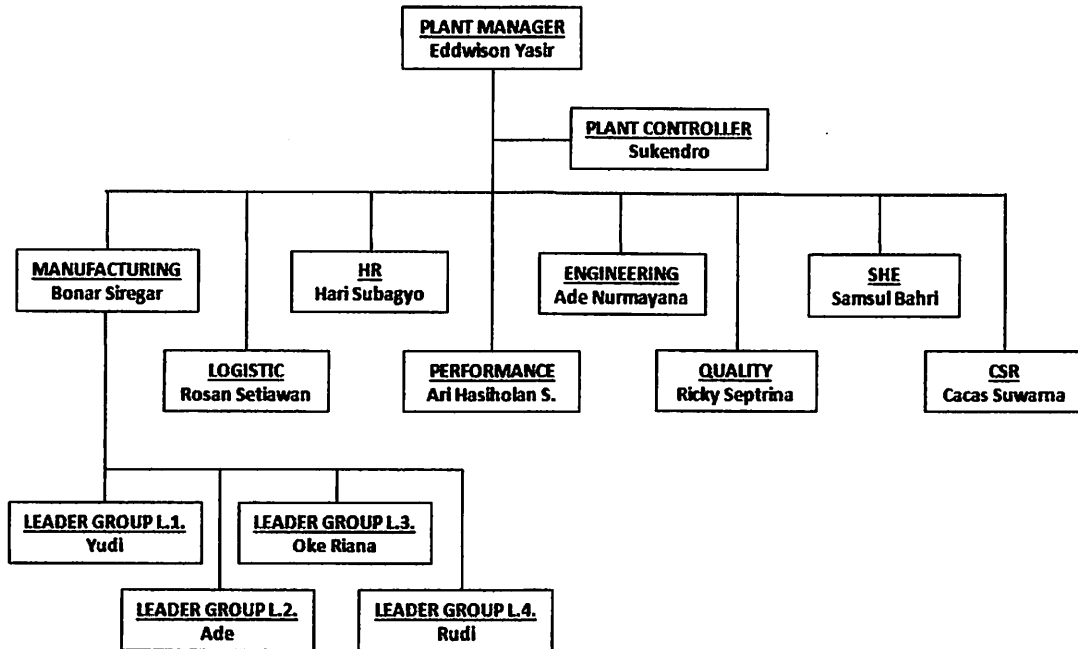 PLANT MANAGER
Eddwison Yasir
PLANT CONTROLLER
Sukendro
MANUFACTURING
Bonar Siregar
HR
Hari Subagyo
ENGINEERING
Ade Nurmayana
SHE
Samsul Bahri
LOGISTIC
Rosan Setiawan
PERFORMANCE
Ari Hasiholan S.
QUALITY
Ricky Septrina
CSR
Cacas Suwarna
LEADER GROUP L.1.
Yudi
LEADER GROUP L.3.
Oke Riana
LEADER GROUP L.2.
Ade
LEADER GROUP L.4.
Rudi